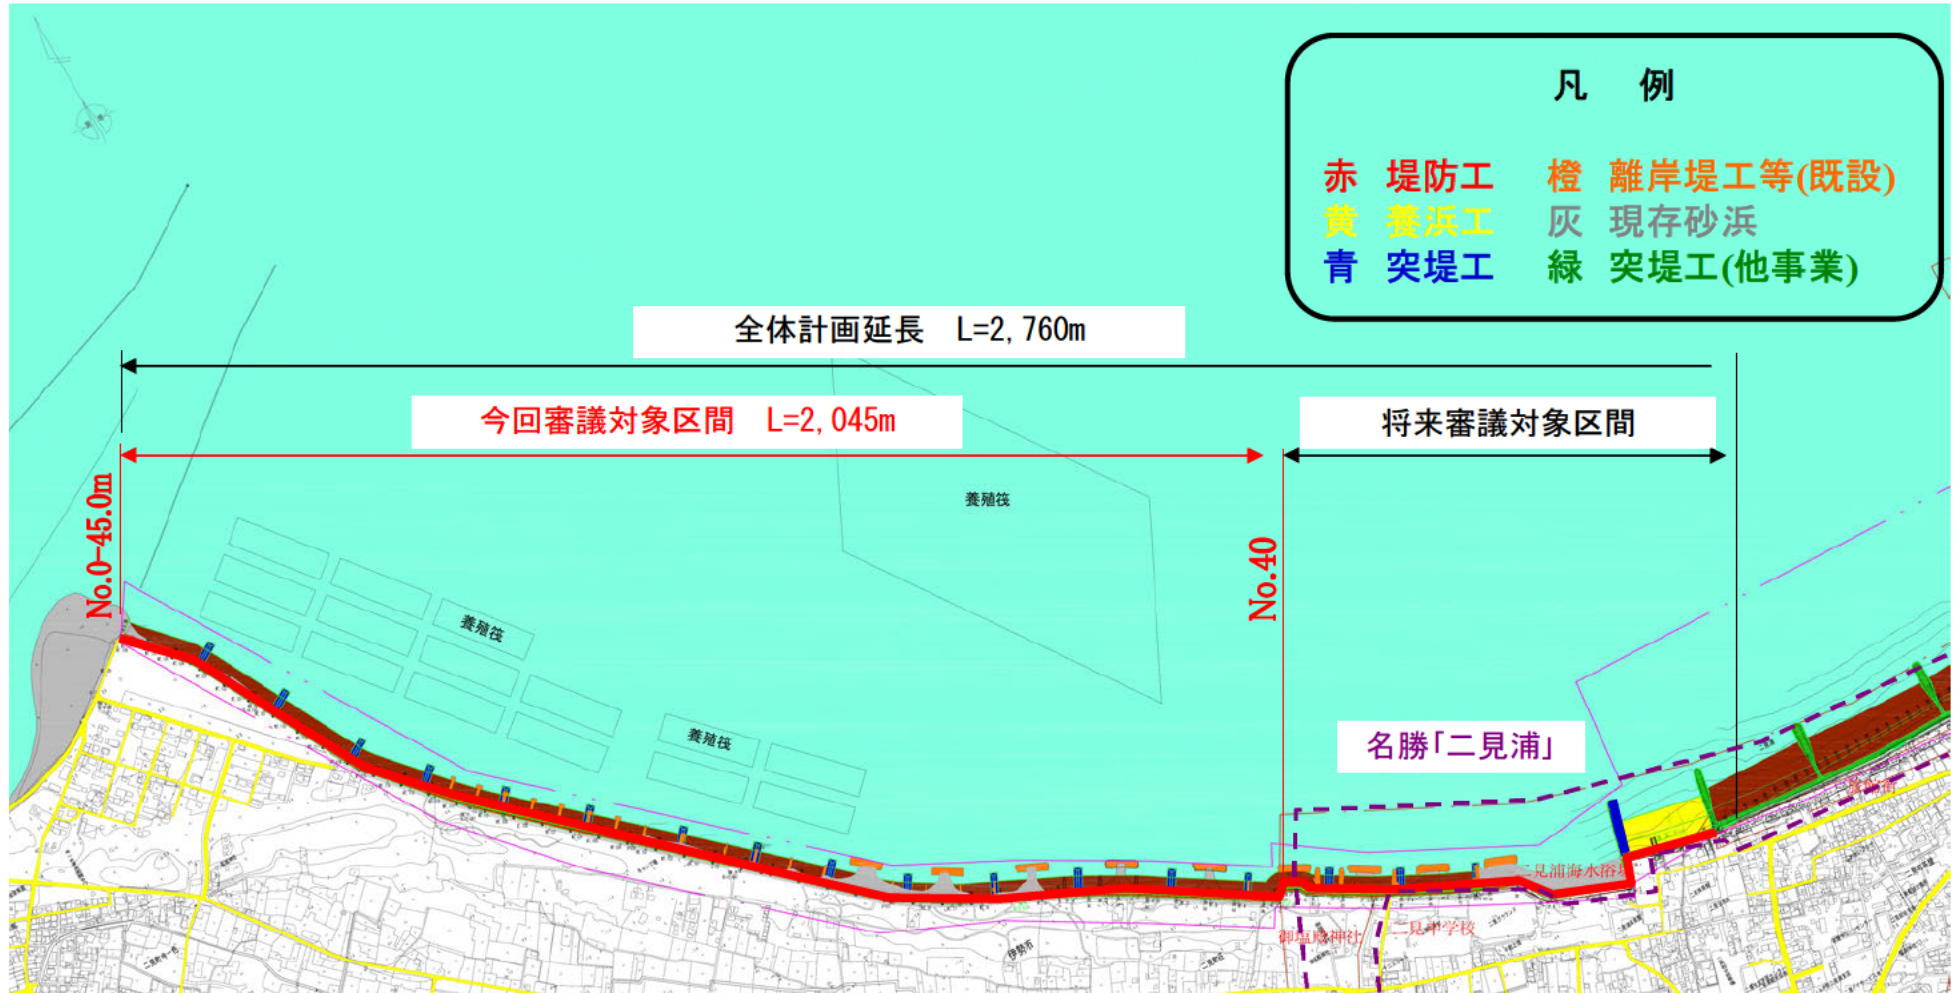 凡 例
赤 堤防工 橙 離岸堤工等(既設)
黄 養浜工 灰 現存砂浜
青 突堤工 緑 突堤工(他事業)
全体計画延長 L=2,760m
今回審議対象区間 L=2,045m
将来審議対象区間
No.0-45.0m
No.40
養殖筏
養殖筏
養殖筏
名勝「二見浦」
二見浦海水浴場
御塩殿神社
二見中学校
旅館街
伊勢市